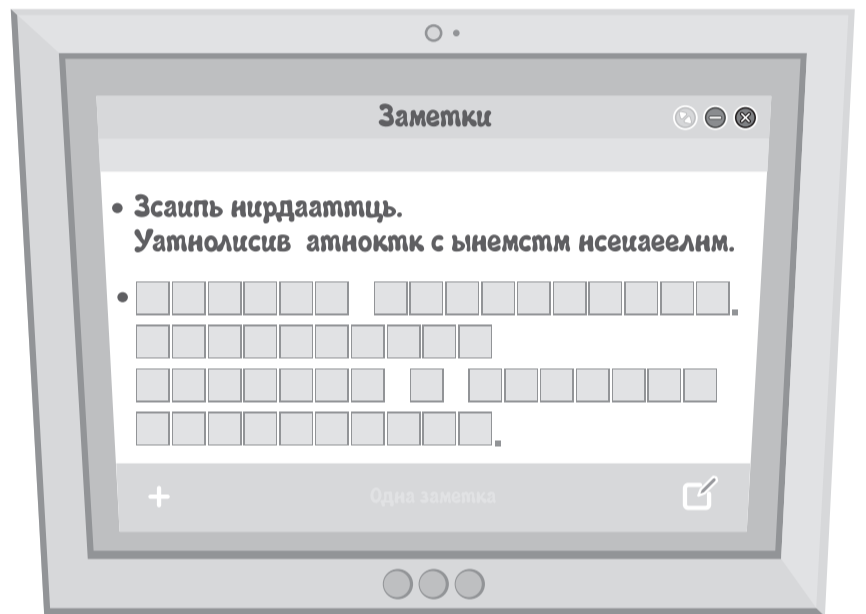 Заметки
Зсаипь нирдааттць.
Уатнолисив атноктк с ынемстм нсеиаеелнм.
Одна заметка